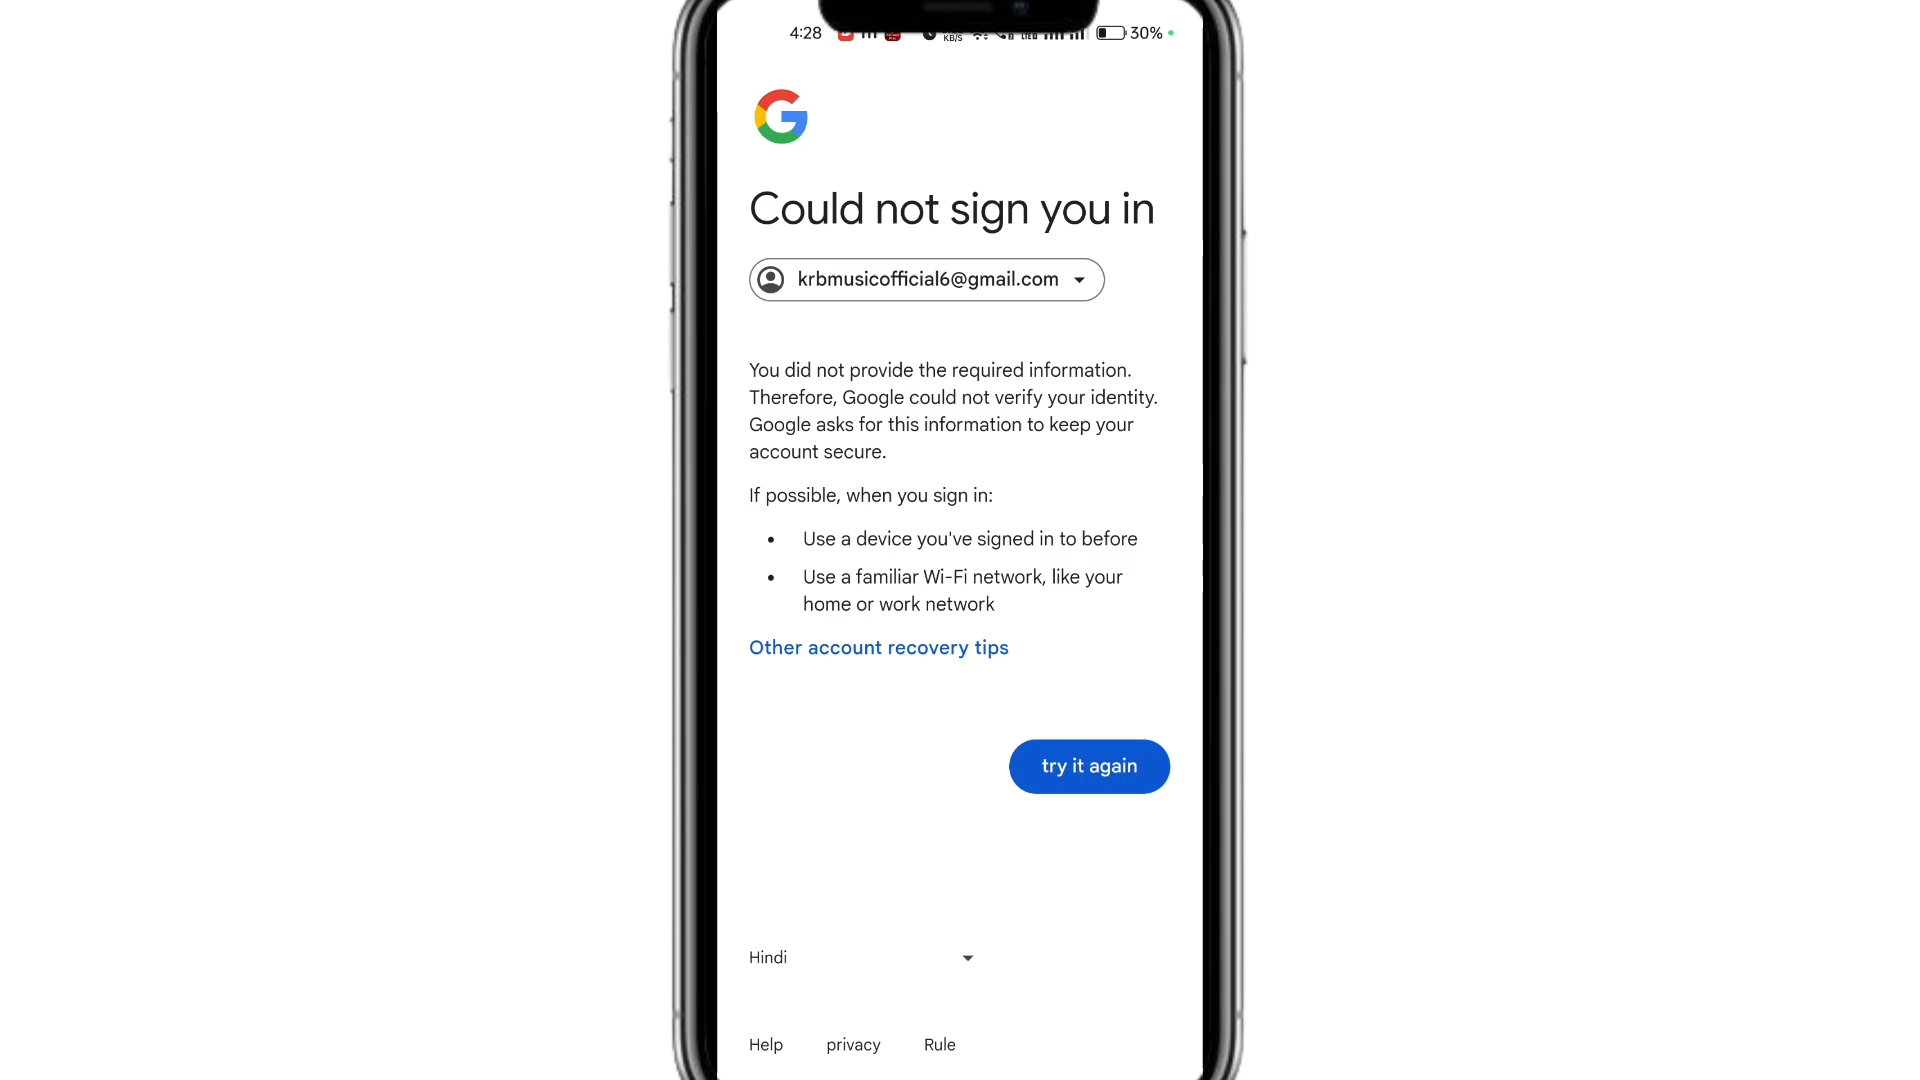 4:28 KB/S 30%
Could not sign you in
krbmusicofficial6@gmail.com
You did not provide the required information.
Therefore, Google could not verify your identity.
Google asks for this information to keep your
account secure.
If possible, when you sign in:
• Use a device you've signed in to before
• Use a familiar Wi-Fi network, like your
home or work network
Other account recovery tips
try it again
Hindi
Help privacy Rule